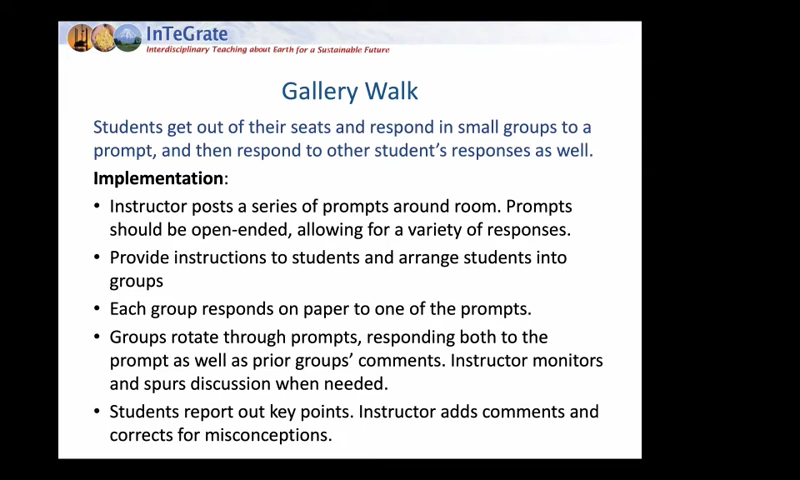 InTeGrate
Interdisciplinary Teaching about Earth for a Sustainable Future
Gallery Walk
Students get out of their seats and respond in small groups to a
prompt, and then respond to other student's responses as well.
Implementation:
• Instructor posts a series of prompts around room. Prompts
should be open-ended, allowing for a variety of responses.
• Provide instructions to students and arrange students into
groups
• Each group responds on paper to one of the prompts.
• Groups rotate through prompts, responding both to the
prompt as well as prior groups' comments. Instructor monitors
and spurs discussion when needed.
• Students report out key points. Instructor adds comments and
corrects for misconceptions.